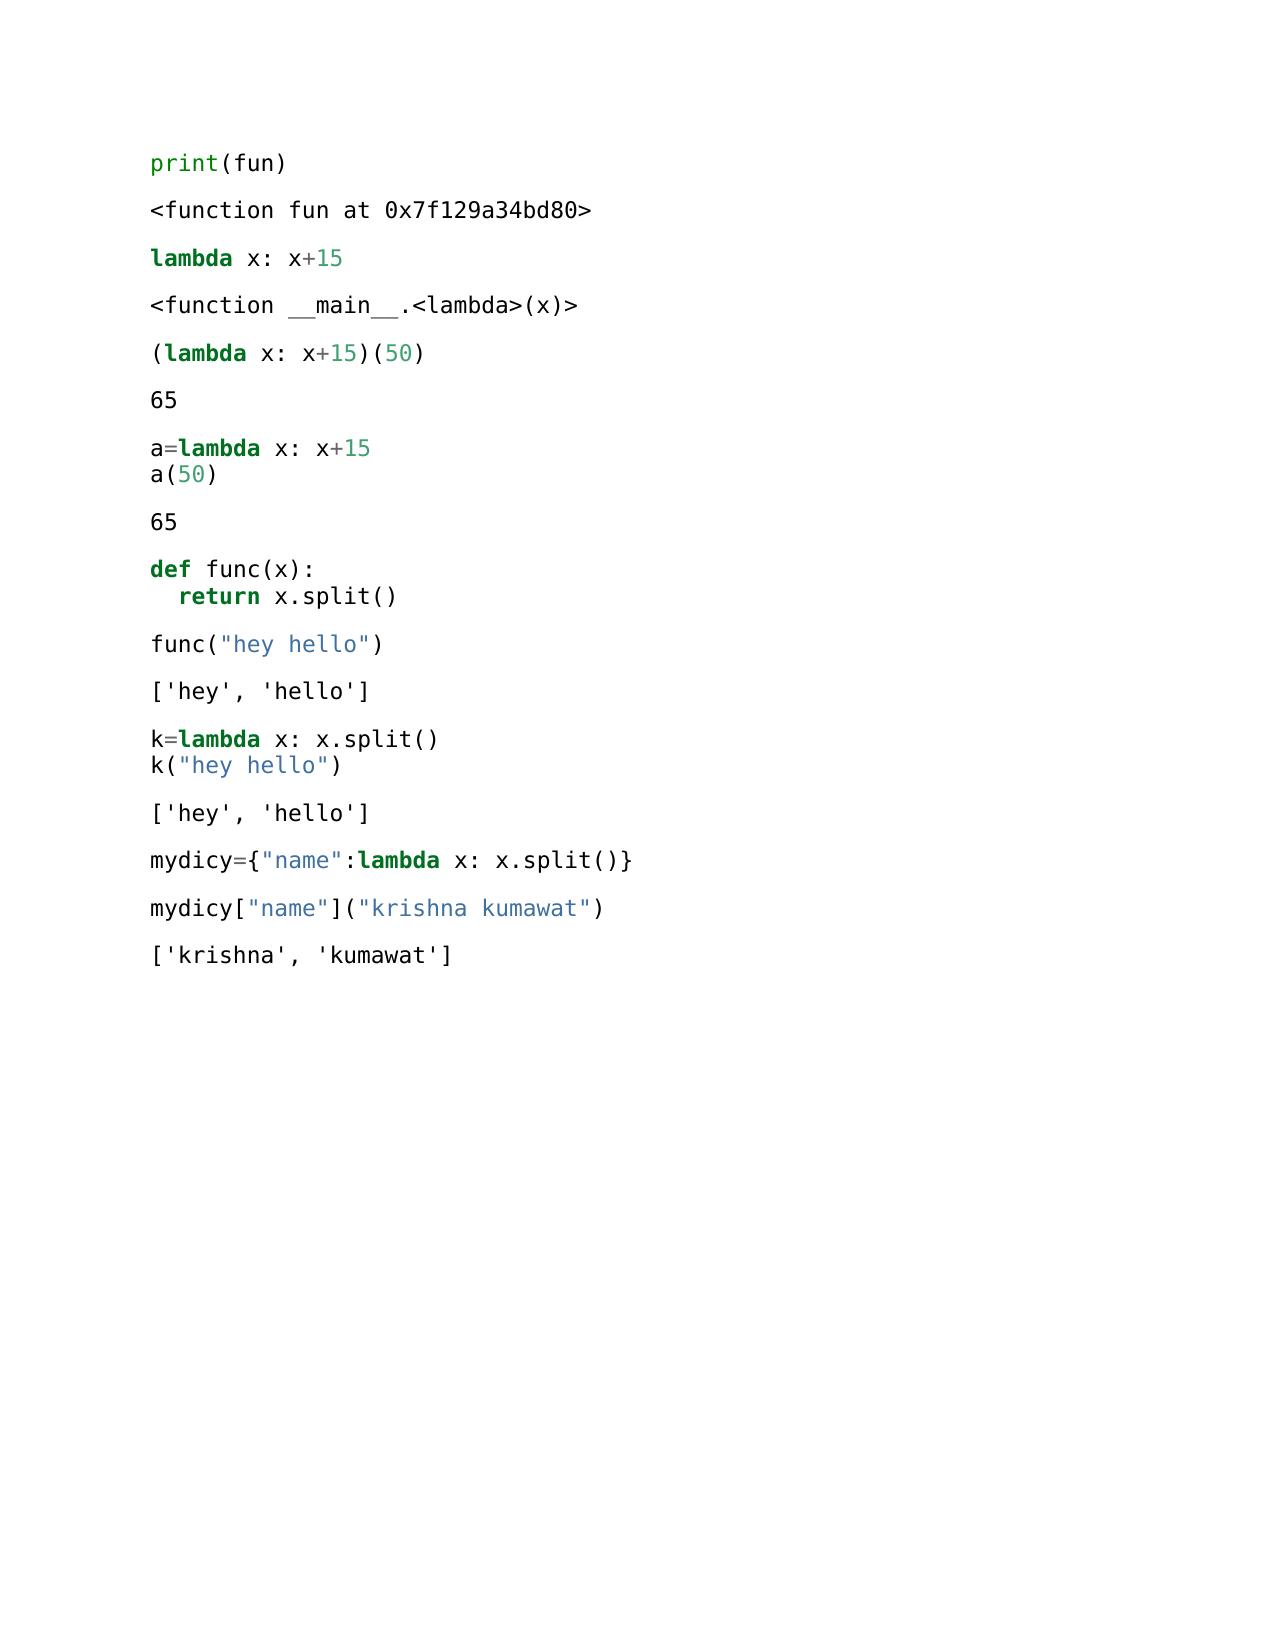 print(fun)
<function fun at 0x7f129a34bd80>
lambda x: x+15
<function __main__.<lambda>(x)>
(lambda x: x+15)(50)
65
a=lambda x: x+15
a(50)
65
def func(x):
  return x.split()
func("hey hello")
['hey', 'hello']
k=lambda x: x.split()
k("hey hello")
['hey', 'hello']
mydicy={"name":lambda x: x.split()}
mydicy["name"]("krishna kumawat")
['krishna', 'kumawat']